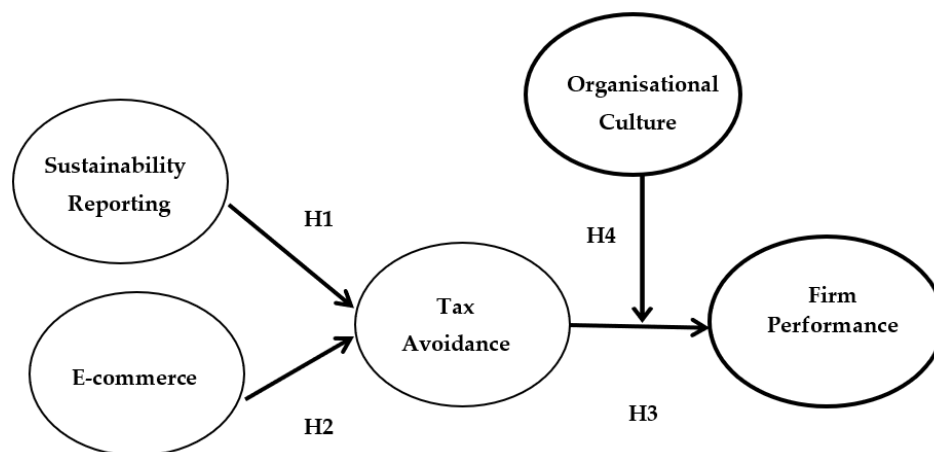 Organisational
Culture
Sustainability
Reporting
H1
H4
Tax
Avoidance
Firm
Performance
E-commerce
H2
H3